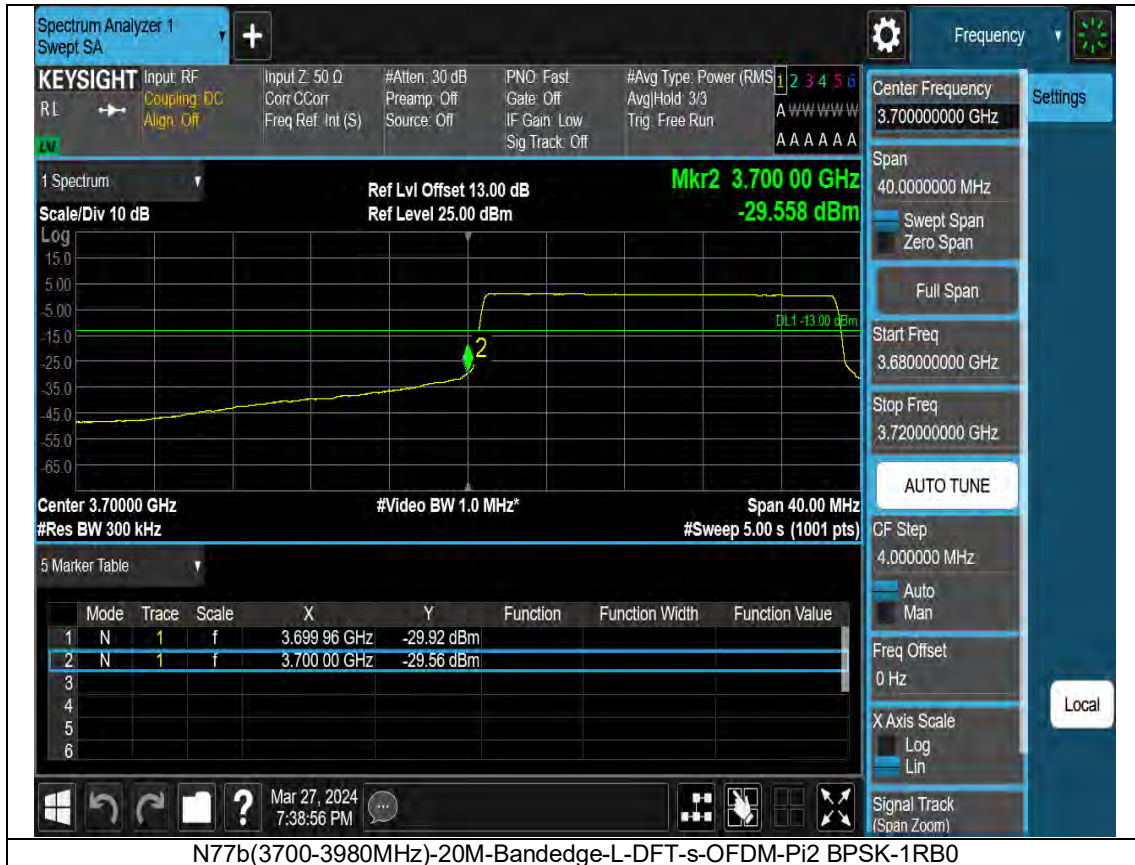 Spectrum Analyzer 1
Swept SA
+
Frequency
KEYSIGHT Input: RF Input Z: 50 Ω #Atten: 30 dB PNO: Fast #Avg Type: Power (RMS 1 2 3 4 5 6
RL Coupling: DC Corr CCorr Preamp: Off Gate: Off Avg|Hold: 3/3 A W W W W W
Align: Off Freq Ref: Int (S) Source: Off IF Gain: Low Trig: Free Run
Sig Track: Off A A A A A A
1 Spectrum
Ref Lvl Offset 13.00 dB
Mkr2 3.700 00 GHz
Scale/Div 10 dB Ref Level 25.00 dBm -29.558 dBm
Log
15.0
5.00
-5.00
DL1 -13.00 dBm
-15.0
2
-25.0
-35.0
-45.0
-55.0
-65.0
Center 3.70000 GHz #Video BW 1.0 MHz* Span 40.00 MHz
#Res BW 300 kHz #Sweep 5.00 s (1001 pts)
5 Marker Table
Mode Trace Scale X Y Function Function Width Function Value
1 N 1 f 3.699 96 GHz -29.92 dBm
2 N 1 f 3.700 00 GHz -29.56 dBm
3
4
5
6
Mar 27, 2024
7:38:56 PM
?
Center Frequency
3.700000000 GHz
Settings
Span
40.0000000 MHz
Swept Span
Zero Span
Full Span
Start Freq
3.680000000 GHz
Stop Freq
3.720000000 GHz
AUTO TUNE
CF Step
4.000000 MHz
Auto
Man
Freq Offset
0 Hz
Local
X Axis Scale
Log
Lin
Signal Track
(Span Zoom)
N77b(3700-3980MHz)-20M-Bandedge-L-DFT-s-OFDM-Pi2 BPSK-1RB0